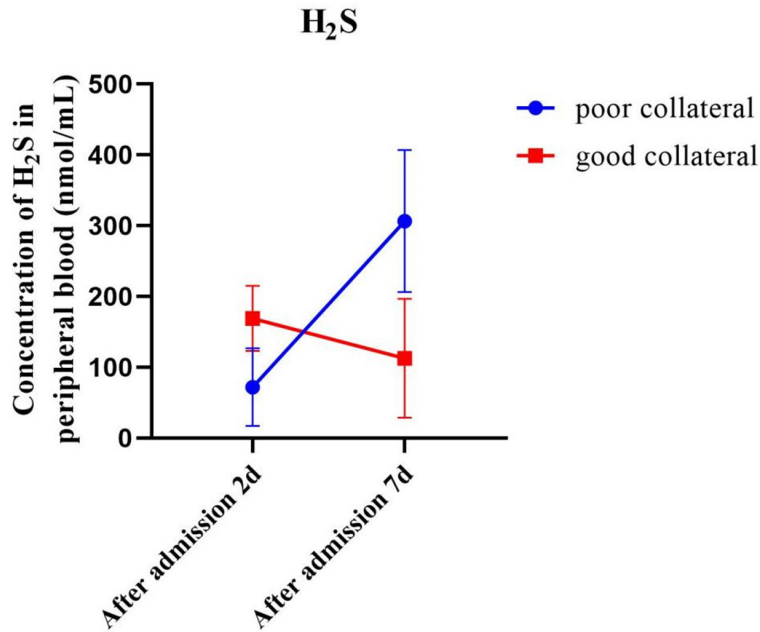 H₂S
Concentration of H₂S in
peripheral blood (nmol/mL)
500
400
300
200
100
0
After admission 2d
After admission 7d
poor collateral
good collateral